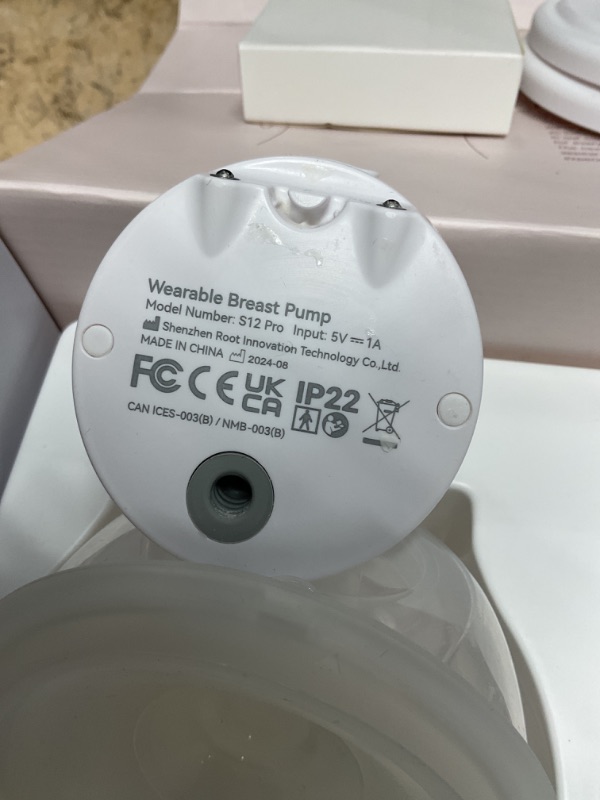 Wearable Breast Pump
Model Number: S12 Pro Input: 5V⎓1A
Shenzhen Root Innovation Technology Co.,Ltd.
MADE IN CHINA 2024-08
FC CE UK CA IP22
CAN ICES-003(B) / NMB-003(B)